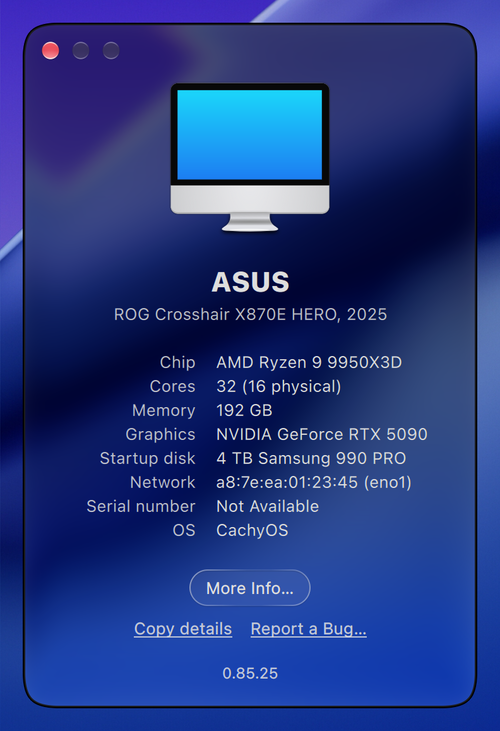 ASUS
ROG Crosshair X870E HERO, 2025
Chip AMD Ryzen 9 9950X3D
Cores 32 (16 physical)
Memory 192 GB
Graphics NVIDIA GeForce RTX 5090
Startup disk 4 TB Samsung 990 PRO
Network a8:7e:ea:01:23:45 (eno1)
Serial number Not Available
OS CachyOS
More Info...
Copy details Report a Bug...
0.85.25